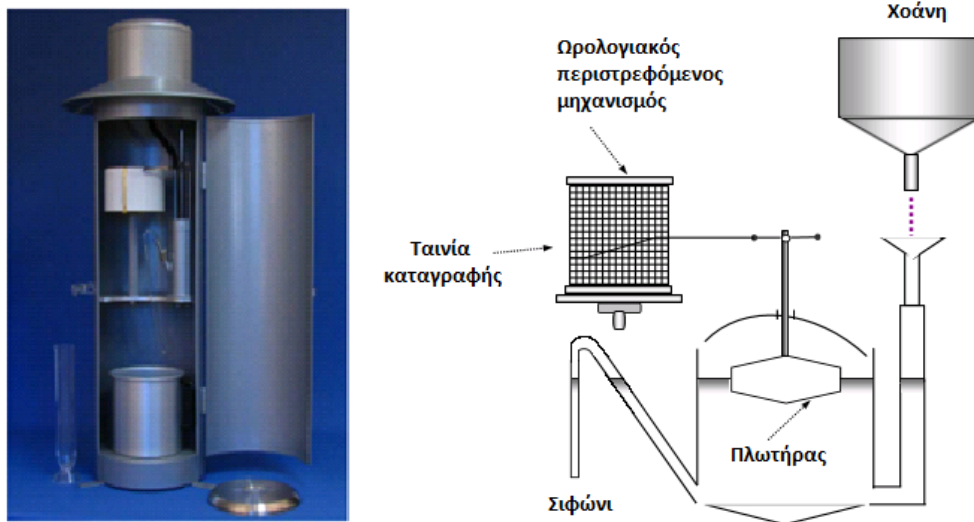 Χοάνη
Ωρολογιακός
περιστρεφόμενος
μηχανισμός
Ταινία
καταγραφής
Πλωτήρας
Σιφώνι